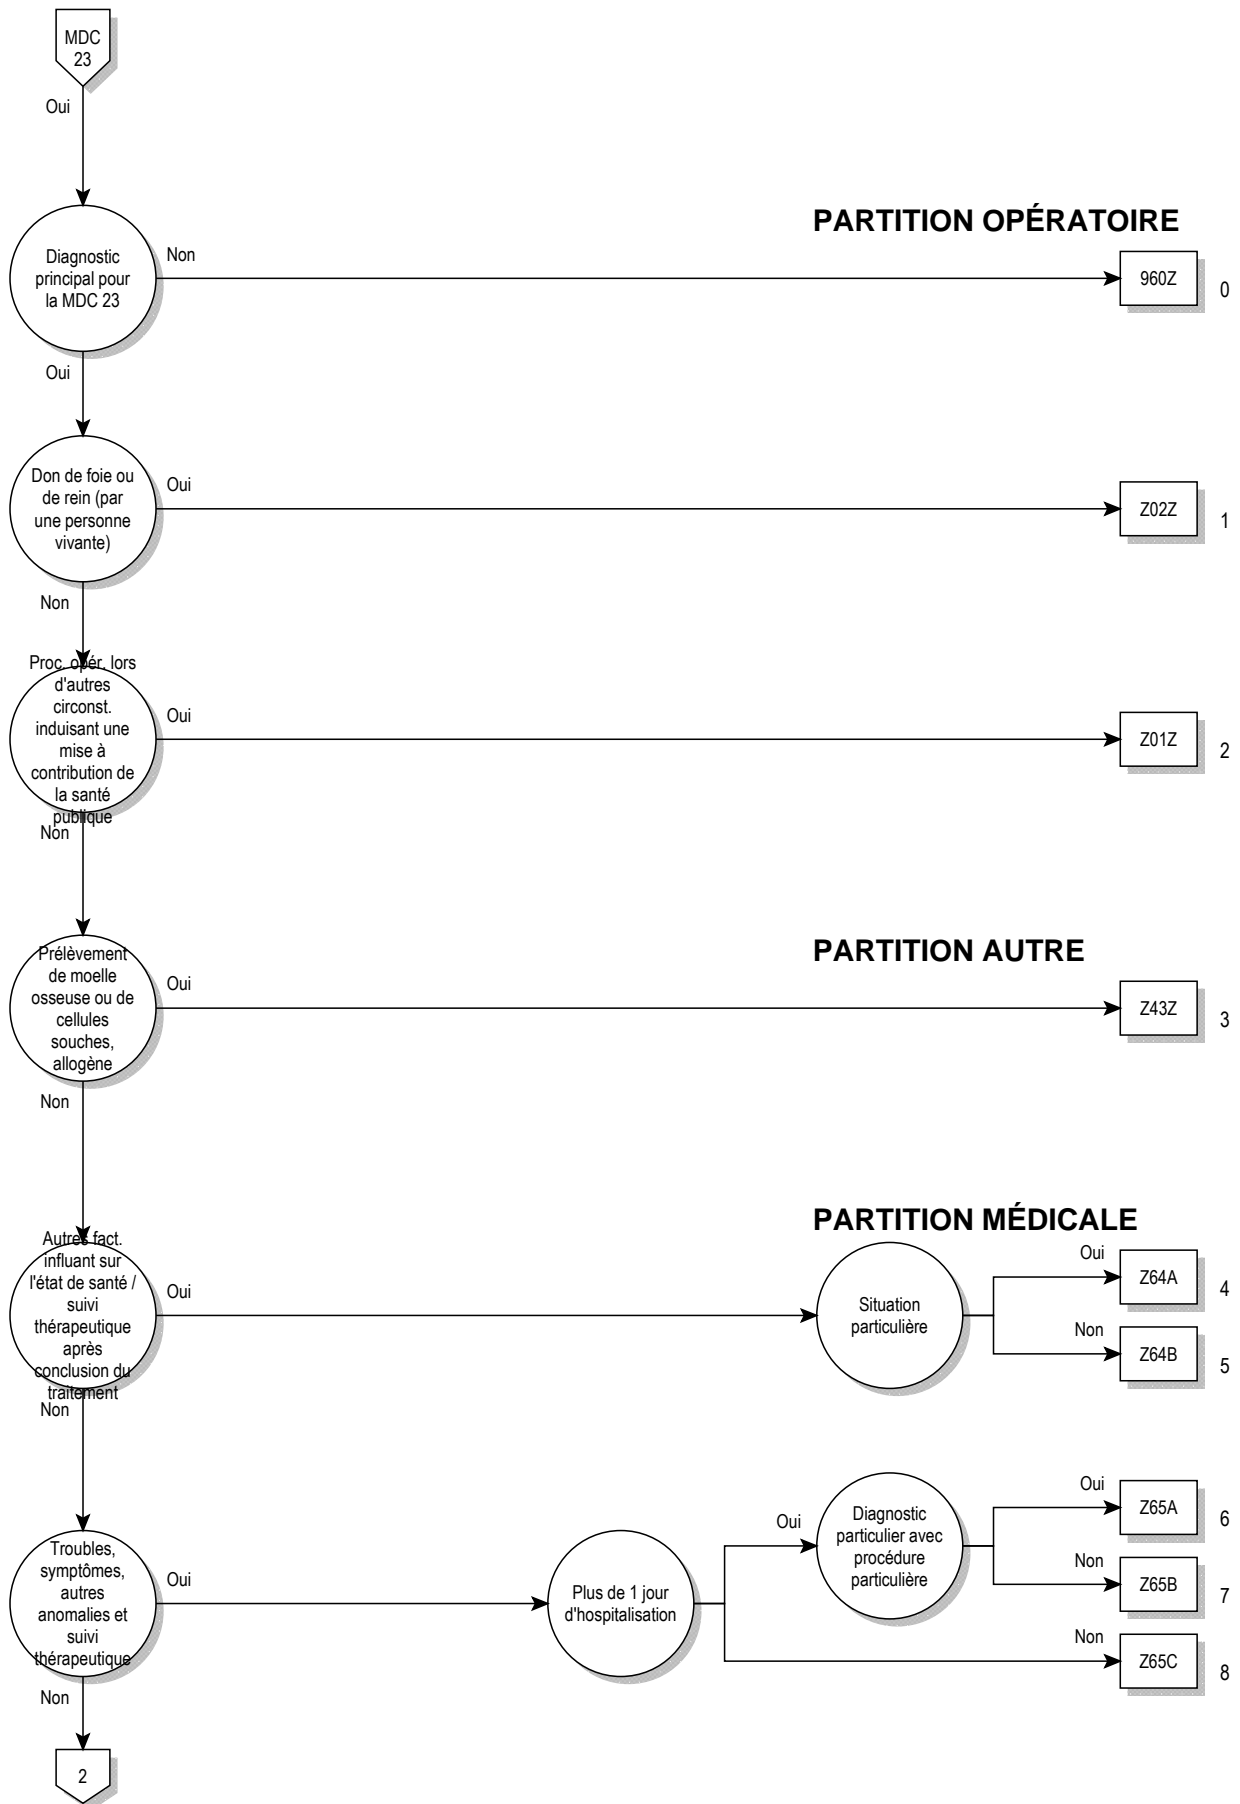 MDC
23
Oui
PARTITION OPÉRATOIRE
Diagnostic
principal pour
la MDC 23
Non
960Z
0
Oui
Don de foie ou
de rein (par
une personne
vivante)
Oui
Z02Z
1
Non
Proc. opér. lors
d'autres
circonst.
induisant une
mise à
contribution de
la santé
publique
Oui
Z01Z
2
Non
PARTITION AUTRE
Prélèvement
de moelle
osseuse ou de
cellules
souches,
allogène
Oui
Z43Z
3
Non
PARTITION MÉDICALE
Autres fact.
influant sur
l'état de santé /
suivi
thérapeutique
après
conclusion du
traitement
Oui
Situation
particulière
Oui
Z64A
4
Non
Z64B
5
Non
Troubles,
symptômes,
autres
anomalies et
suivi
thérapeutique
Oui
Plus de 1 jour
d'hospitalisation
Oui
Diagnostic
particulier avec
procédure
particulière
Oui
Z65A
6
Non
Z65B
7
Non
Z65C
8
Non
2